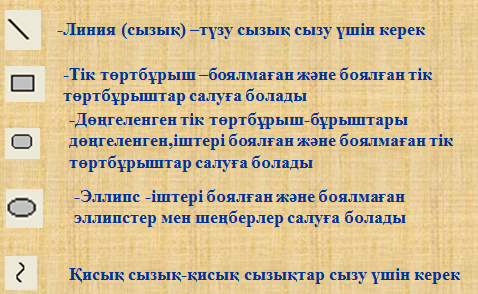 -Линия (сызық) –түзу сызық сызу үшін керек
-Тік төртбұрыш –боялмаған және боялған тік
төртбұрыштар салуға болады
-Дөңгеленген тік төртбұрыш-бұрыштары
дөңгеленген,іштері боялған және боялмаған тік
төртбұрыштар салуға болады
-Эллипс -іштері боялған және боялмаған
эллипстер мен шеңберлер салуға болады
Қисық сызық-қисық сызықтар сызу үшін керек